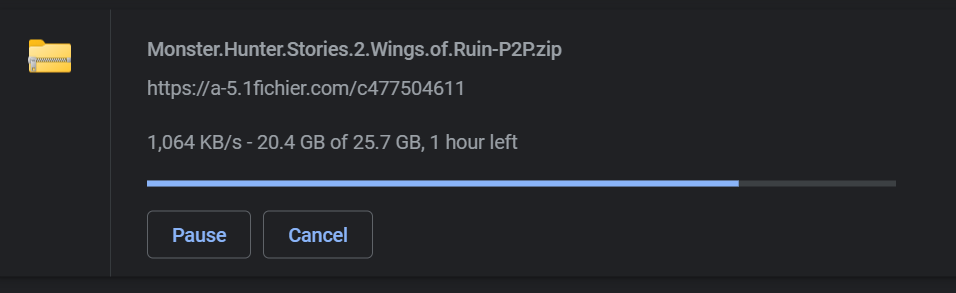 Monster.Hunter.Stories.2.Wings.of.Ruin-P2P.zip
https://a-5.1fichier.com/c477504611
1,064 KB/s - 20.4 GB of 25.7 GB, 1 hour left
Pause Cancel